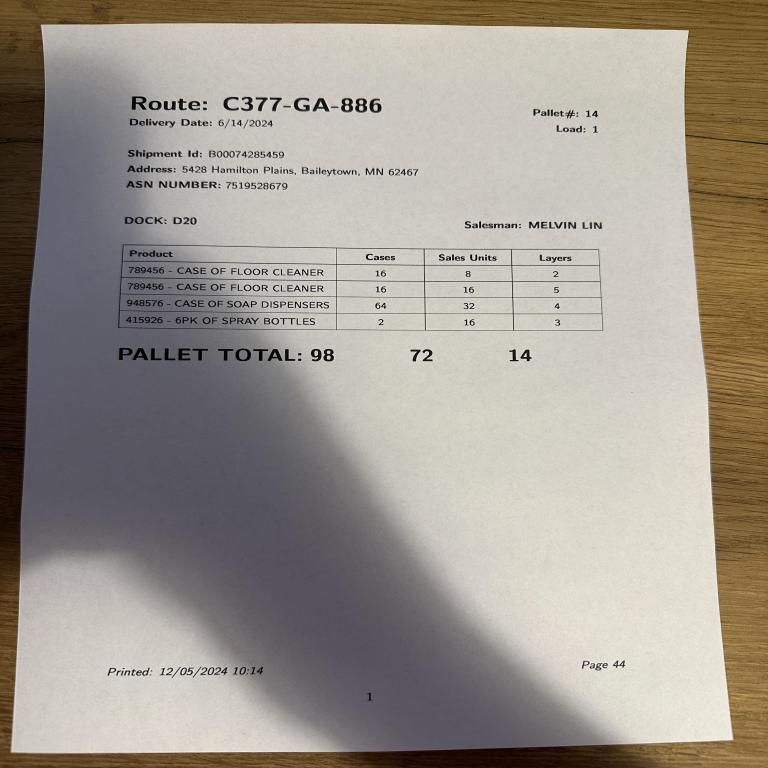 Route: C377-GA-886
Delivery Date: 6/14/2024
Pallet#: 14
Load: 1
Shipment Id: B00074285459
Address: 5428 Hamilton Plains, Baileytown, MN 62467
ASN NUMBER: 7519528679
DOCK: D20 Salesman: MELVIN LIN
Product Cases Sales Units Layers
789456 - CASE OF FLOOR CLEANER 16 8 2
789456 - CASE OF FLOOR CLEANER 16 16 5
948576 - CASE OF SOAP DISPENSERS 64 32 4
415926 - 6PK OF SPRAY BOTTLES 2 16 3
PALLET TOTAL: 98 72 14
Printed: 12/05/2024 10:14 Page 44
1